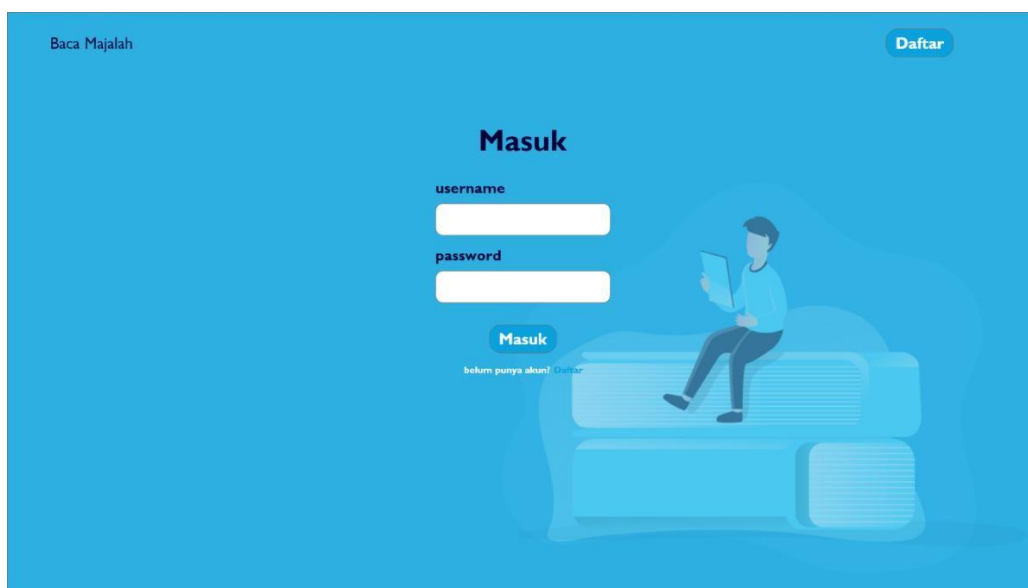 Baca Majalah
Daftar
Masuk
username
password
Masuk
belum punya akun? Daftar